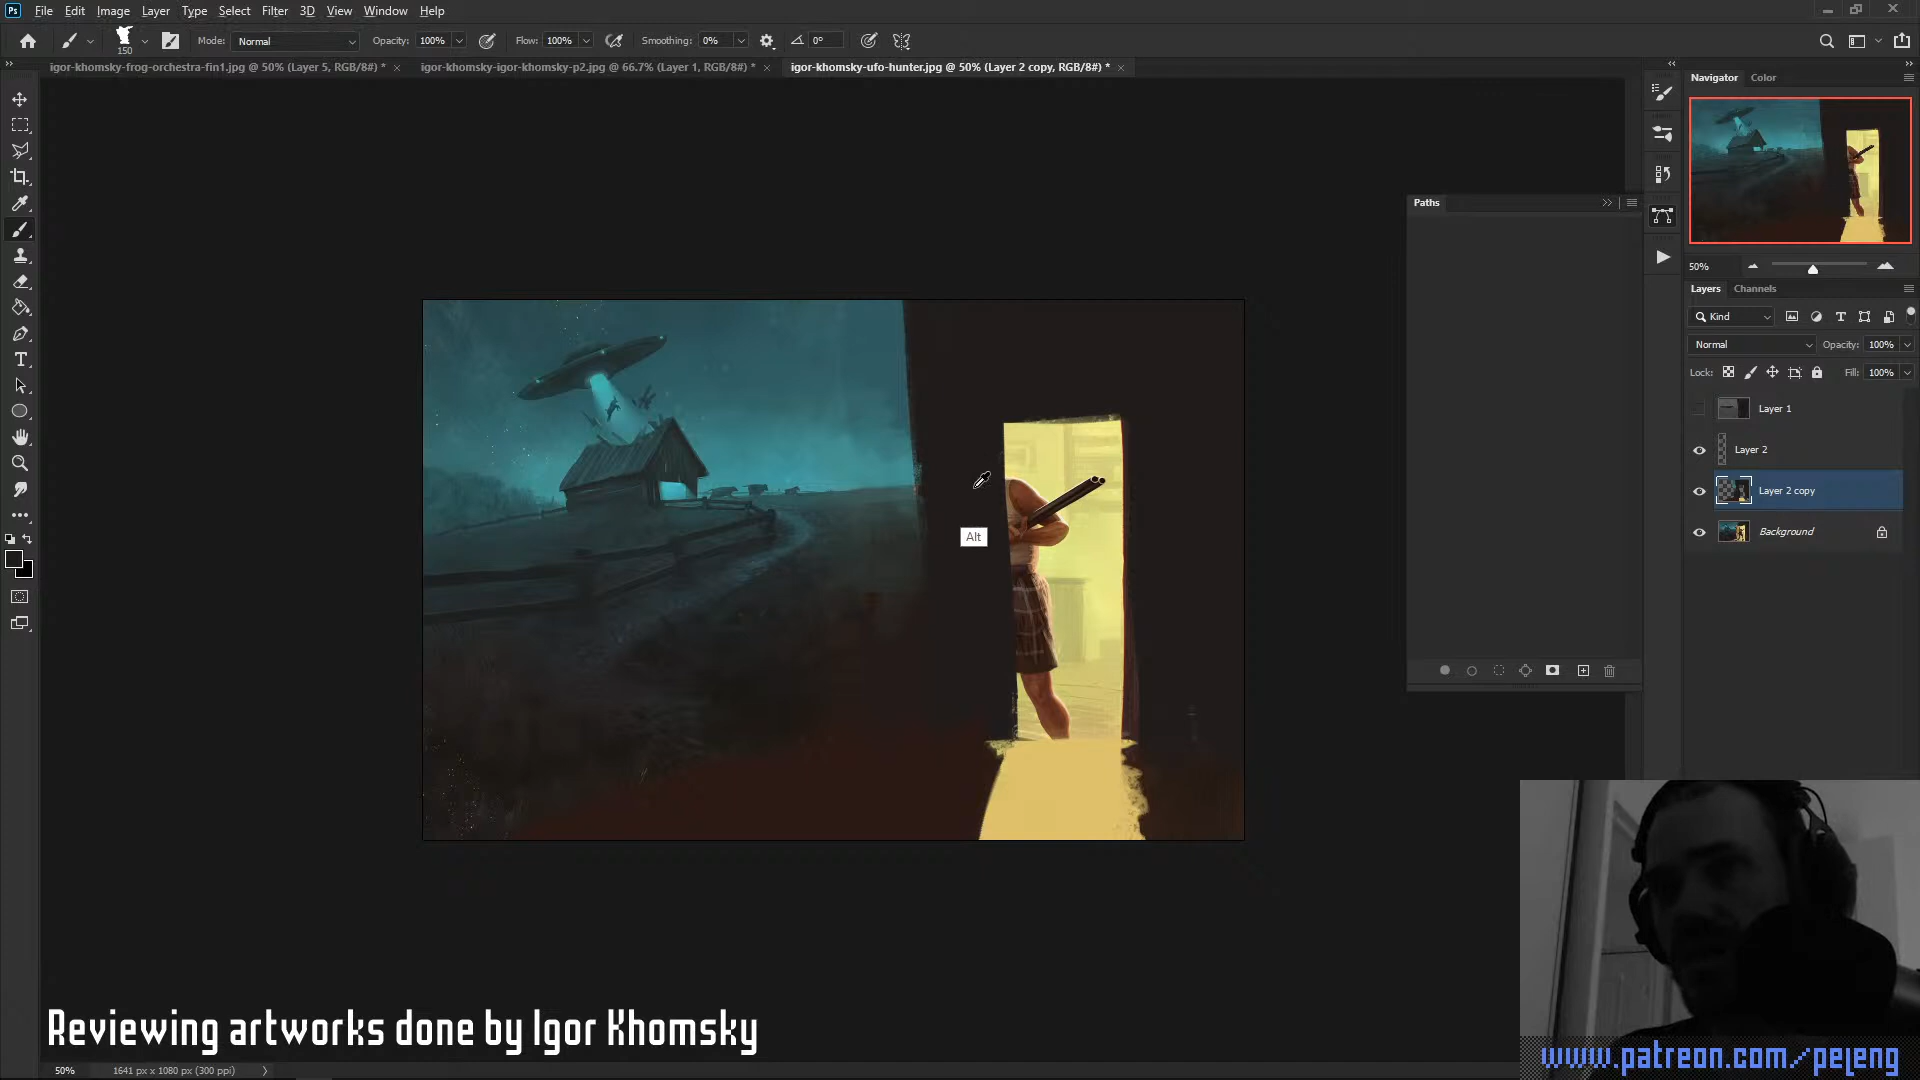 Ps File Edit Image Layer Type Select Filter 3D View Window Help
150 Mode: Normal Opacity: 100% Flow: 100% Smoothing: 0% 0°
igor-khomsky-frog-orchestra-fin1.jpg @ 50% (Layer 5, RGB/8#) * igor-khomsky-igor-khomsky-p2.jpg @ 66.7% (Layer 1, RGB/8#) * igor-khomsky-ufo-hunter.jpg @ 50% (Layer 2 copy, RGB/8#) *
Navigator Color
Paths
50%
Layers Channels
Kind
Normal Opacity: 100%
Lock: Fill: 100%
Layer 1
Layer 2
Layer 2 copy
Background
Alt
Reviewing artworks done by Igor Khomsky
www.patreon.com/peleng
50% 1641 px x 1080 px (300 ppi)